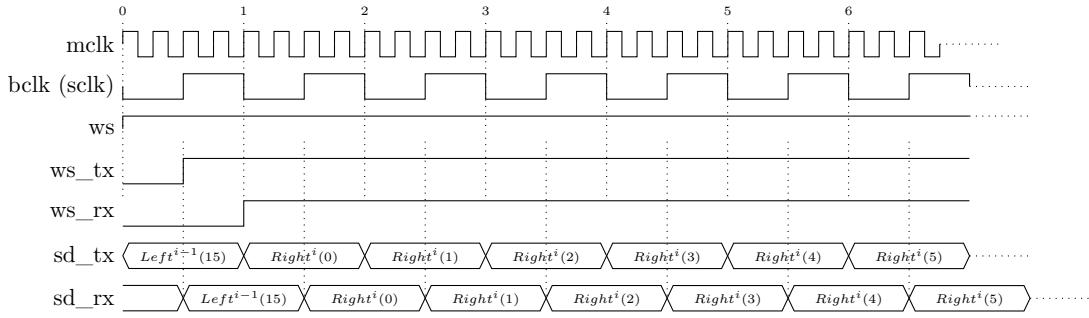 0 1 2 3 4 5 6
mclk
bclk (sclk)
ws
ws_tx
ws_rx
sd_tx Left^{i−1}(15) Right^{i}(0) Right^{i}(1) Right^{i}(2) Right^{i}(3) Right^{i}(4) Right^{i}(5)
sd_rx Left^{i−1}(15) Right^{i}(0) Right^{i}(1) Right^{i}(2) Right^{i}(3) Right^{i}(4) Right^{i}(5)